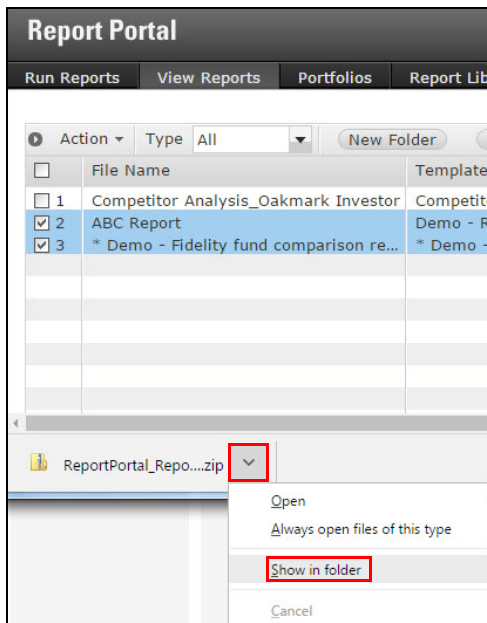 Report Portal
Run Reports View Reports Portfolios Report Lib
Action Type All New Folder
File Name Template
1 Competitor Analysis_Oakmark Investor Competit
2 ABC Report Demo - R
3 * Demo - Fidelity fund comparison re... * Demo -
ReportPortal_Repo....zip
Open
Always open files of this type
Show in folder
Cancel